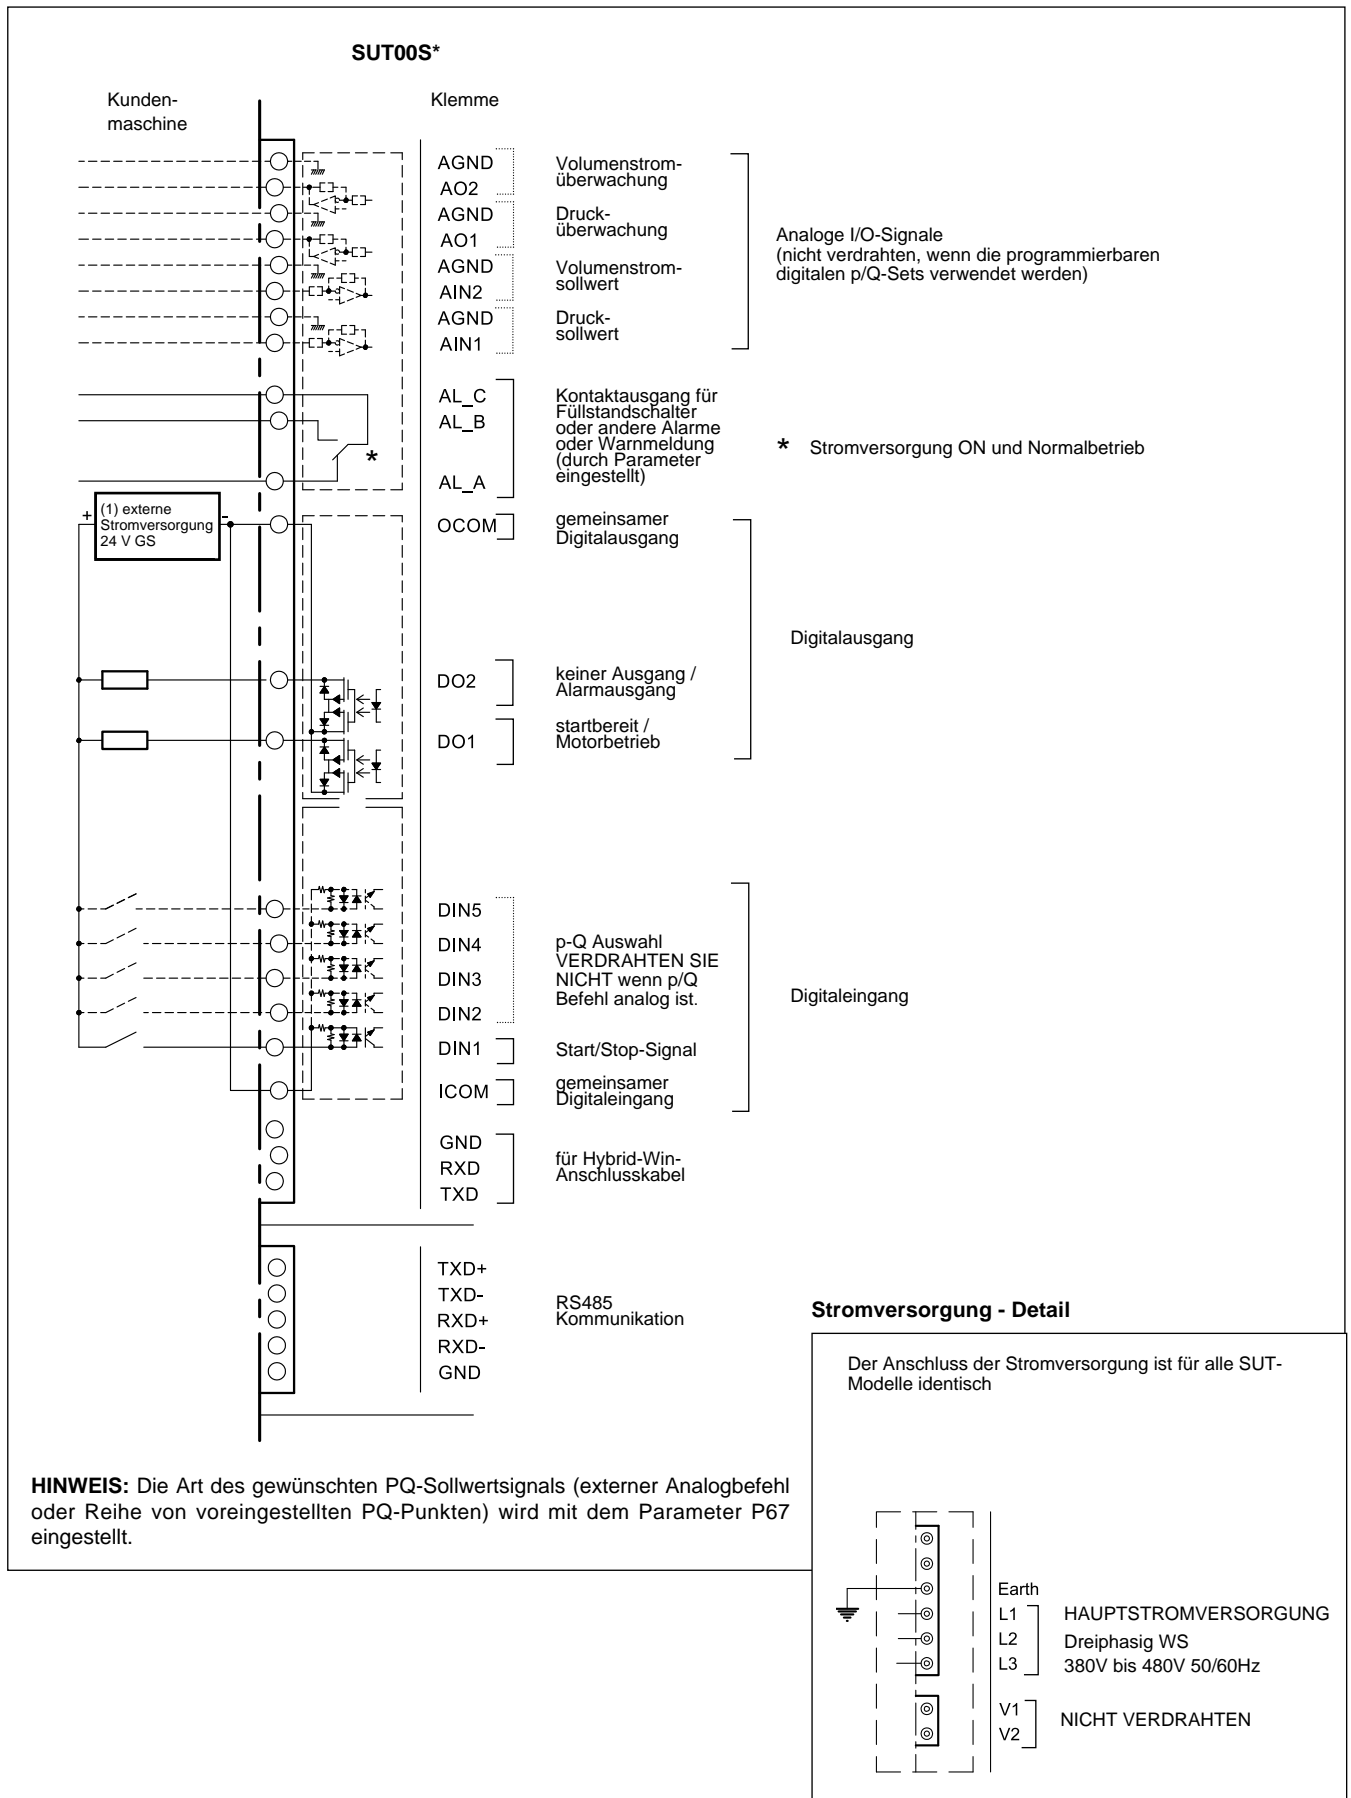 SUT00S*
Kunden-
maschine
Klemme
AGND
AO2
Volumenstrom-
überwachung
AGND
AO1
Druck-
überwachung
AGND
AIN2
Volumenstrom-
sollwert
AGND
AIN1
Druck-
sollwert
Analoge I/O-Signale
(nicht verdrahten, wenn die programmierbaren
digitalen p/Q-Sets verwendet werden)
AL_C
AL_B
AL_A
Kontaktausgang für
Füllstandschalter
oder andere Alarme
oder Warnmeldung
(durch Parameter
eingestellt)
*
* Stromversorgung ON und Normalbetrieb
+
(1) externe
Stromversorgung
24 V GS
-
OCOM
gemeinsamer
Digitalausgang
DO2
keiner Ausgang /
Alarmausgang
DO1
startbereit /
Motorbetrieb
Digitalausgang
DIN5
DIN4
DIN3
DIN2
p-Q Auswahl
VERDRAHTEN SIE
NICHT wenn p/Q
Befehl analog ist.
DIN1
Start/Stop-Signal
ICOM
gemeinsamer
Digitaleingang
Digitaleingang
GND
RXD
TXD
für Hybrid-Win-
Anschlusskabel
TXD+
TXD-
RXD+
RXD-
GND
RS485
Kommunikation
HINWEIS: Die Art des gewünschten PQ-Sollwertsignals (externer Analogbefehl
oder Reihe von voreingestellten PQ-Punkten) wird mit dem Parameter P67
eingestellt.
Stromversorgung - Detail
Der Anschluss der Stromversorgung ist für alle SUT-
Modelle identisch
Earth
L1
L2
L3
HAUPTSTROMVERSORGUNG
Dreiphasig WS
380V bis 480V 50/60Hz
V1
V2
NICHT VERDRAHTEN